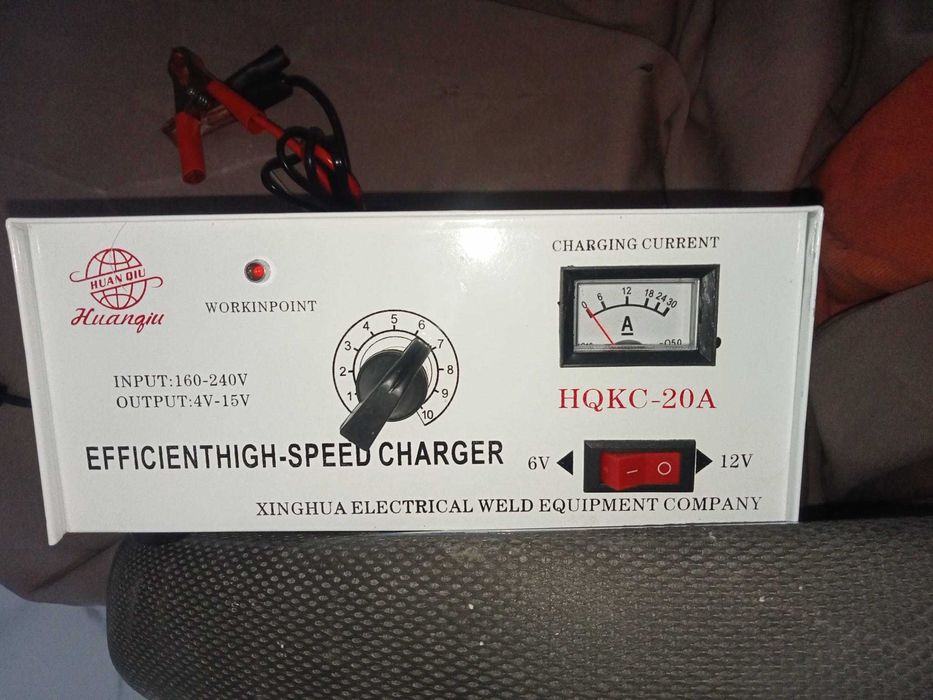 CHARGING CURRENT
HUAN QIU
Huanqiu
WORKINPOINT
0 6 12 18 24 30
A
1 2 3 4 5 6 7 8 9 10
INPUT:160-240V
OUTPUT:4V-15V
HQKC-20A
EFFICIENTHIGH-SPEED CHARGER
6V
12V
XINGHUA ELECTRICAL WELD EQUIPMENT COMPANY